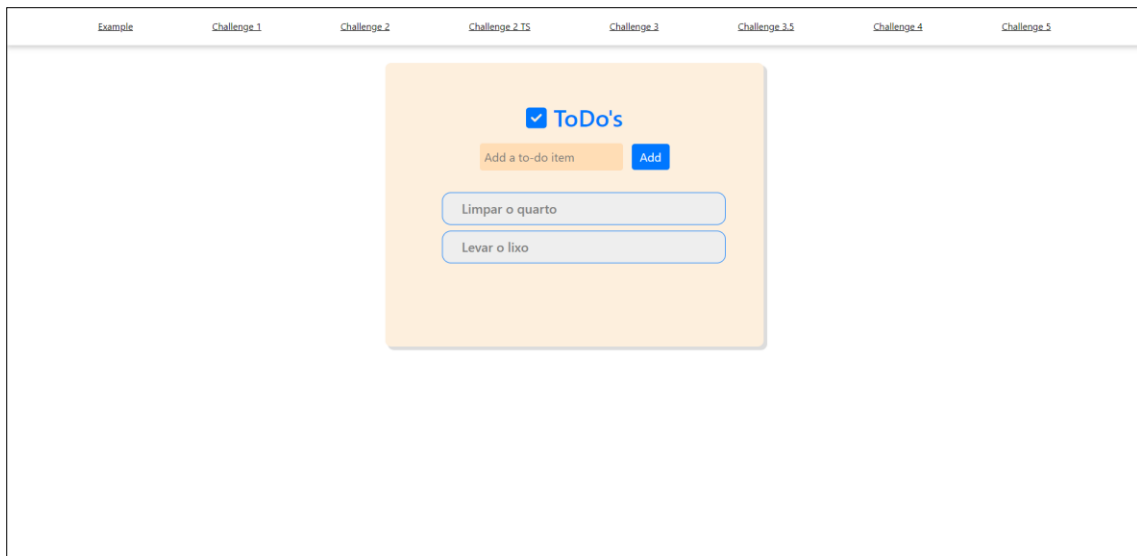 Example Challenge 1 Challenge 2 Challenge 2 TS Challenge 3 Challenge 3.5 Challenge 4 Challenge 5
ToDo's
Add a to-do item Add
Limpar o quarto
Levar o lixo